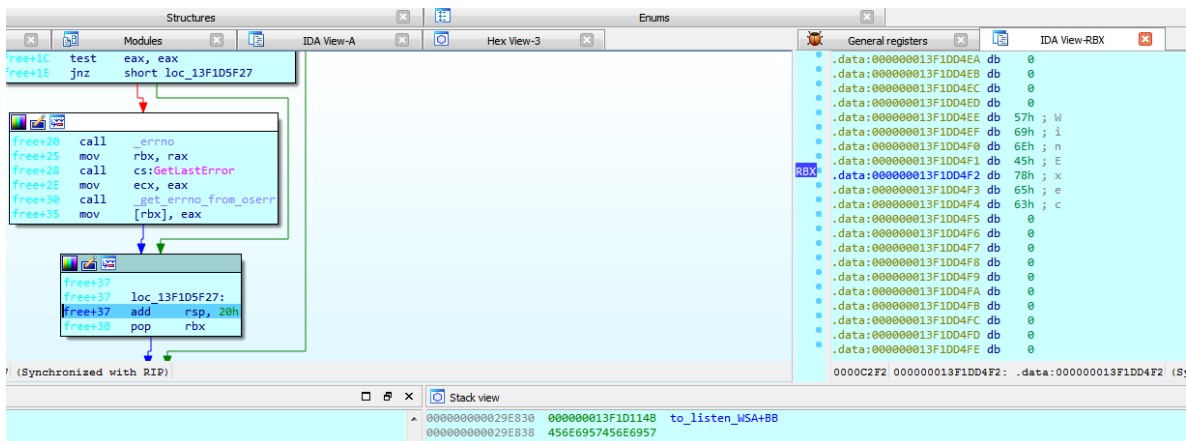 Structures
Enums
Modules
IDA View-A
Hex View-3
General registers
IDA View-RBX
free+1C test eax, eax
free+1E jnz short loc_13F1D5F27
free+20 call _errno
free+25 mov rbx, rax
free+28 call cs:GetLastError
free+2E mov ecx, eax
free+30 call _get_errno_from_oserr
free+35 mov [rbx], eax
free+37
free+37 loc_13F1D5F27:
free+37 add rsp, 20h
free+3B pop rbx
(Synchronized with RIP)
.data:000000013F1DD4EA db 0
.data:000000013F1DD4EB db 0
.data:000000013F1DD4EC db 0
.data:000000013F1DD4ED db 0
.data:000000013F1DD4EE db 57h ; W
.data:000000013F1DD4EF db 69h ; i
.data:000000013F1DD4F0 db 6Eh ; n
.data:000000013F1DD4F1 db 45h ; E
RBX
.data:000000013F1DD4F2 db 78h ; x
.data:000000013F1DD4F3 db 65h ; e
.data:000000013F1DD4F4 db 63h ; c
.data:000000013F1DD4F5 db 0
.data:000000013F1DD4F6 db 0
.data:000000013F1DD4F7 db 0
.data:000000013F1DD4F8 db 0
.data:000000013F1DD4F9 db 0
.data:000000013F1DD4FA db 0
.data:000000013F1DD4FB db 0
.data:000000013F1DD4FC db 0
.data:000000013F1DD4FD db 0
.data:000000013F1DD4FE db 0
0000C2F2 000000013F1DD4F2: .data:000000013F1DD4F2 (Sy
Stack view
000000000029E830 000000013F1D114B to_listen_WSA+BB
000000000029E838 456E6957456E6957